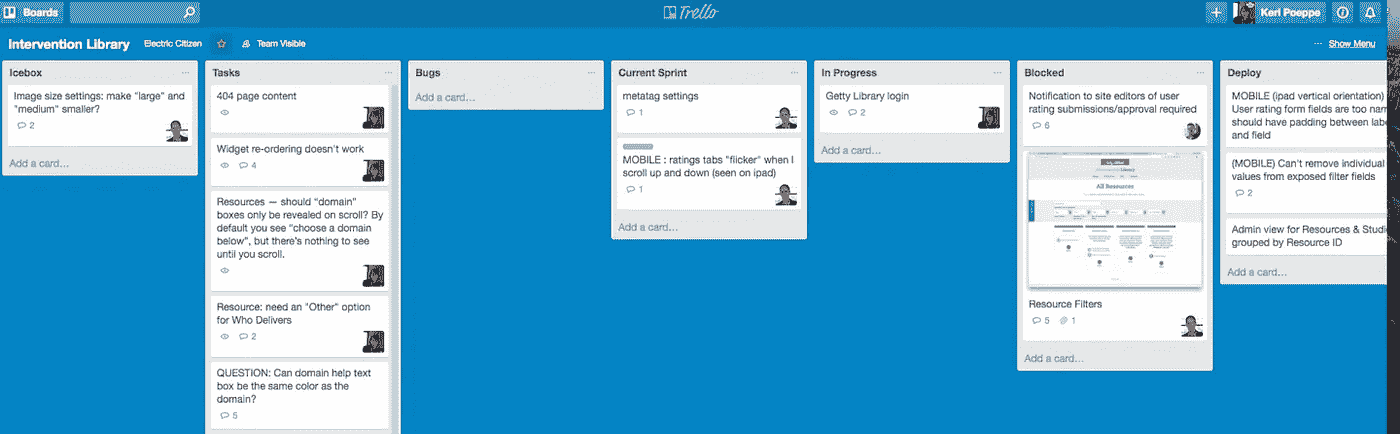 Boards
Trello
Keri Poeppe
Intervention Library
Electric Citizen
Team Visible
... Show Menu
Icebox
Image size settings: make "large" and
"medium" smaller?
2
Add a card...
Tasks
404 page content
Widget re-ordering doesn't work
4
Resources — should "domain"
boxes only be revealed on scroll? By
default you see "choose a domain
below", but there's nothing to see
until you scroll.
Resource: need an "Other" option
for Who Delivers
2
QUESTION: Can domain help text
box be the same color as the
domain?
5
Bugs
Add a card...
Current Sprint
metatag settings
1
MOBILE : ratings tabs "flicker" when I
scroll up and down (seen on ipad)
1
Add a card...
In Progress
Getty Library login
2
Add a card...
Blocked
Notification to site editors of user
rating submissions/approval required
6
All Resources
Resource Filters
5 1
Add a card...
Deploy
MOBILE (ipad vertical orientation)
User rating form fields are too nar
should have padding between labe
and field
(MOBILE) Can't remove individual
values from exposed filter fields
2
Admin view for Resources & Studi
grouped by Resource ID
Add a card...